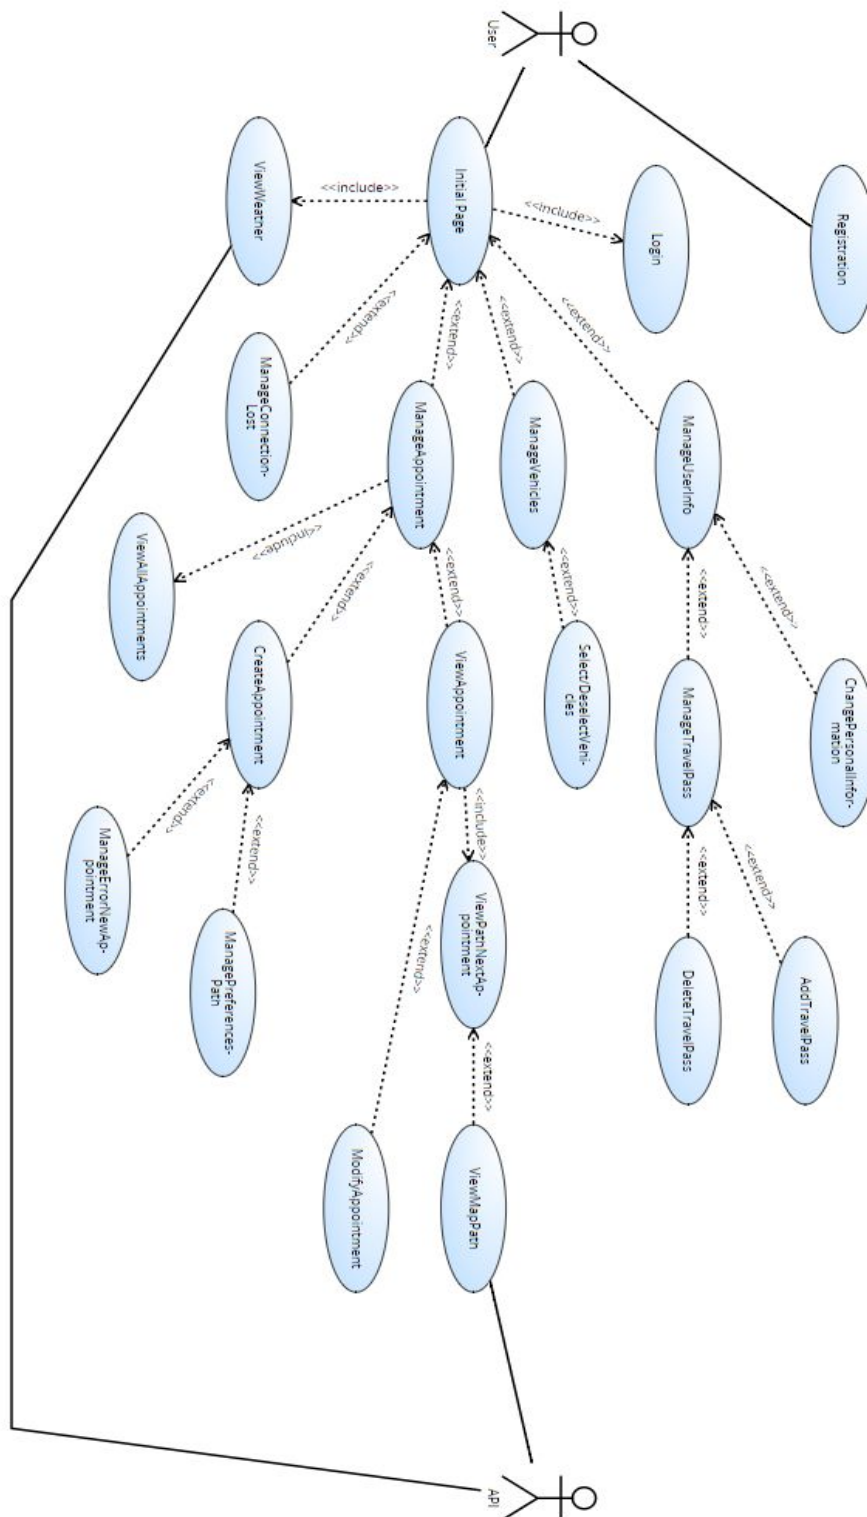 User
Registration
Login
<<include>>
Initial Page
<<include>>
ViewWeather
<<extend>>
<<extend>>
<<extend>>
<<extend>>
ManageUserInfo
ManageVehicles
ManageAppointment
ManageConnection-
Lost
<<extend>>
<<extend>>
<<extend>>
<<extend>>
<<extend>>
<<include>>
ChangePersonalInfor-
mation
ManageTravelPass
Select/DeselectVehi-
cles
ViewAppointment
CreateAppointment
ViewAllAppointments
<<extend>>
<<extend>>
<<include>>
<<extend>>
<<extend>>
<<extend>>
AddTravelPass
DeleteTravelPass
ViewPathNextAp-
pointment
ManagePreferences-
Path
ManageErrorNewAp-
pointment
<<extend>>
ViewMapPath
ModifyAppointment
API